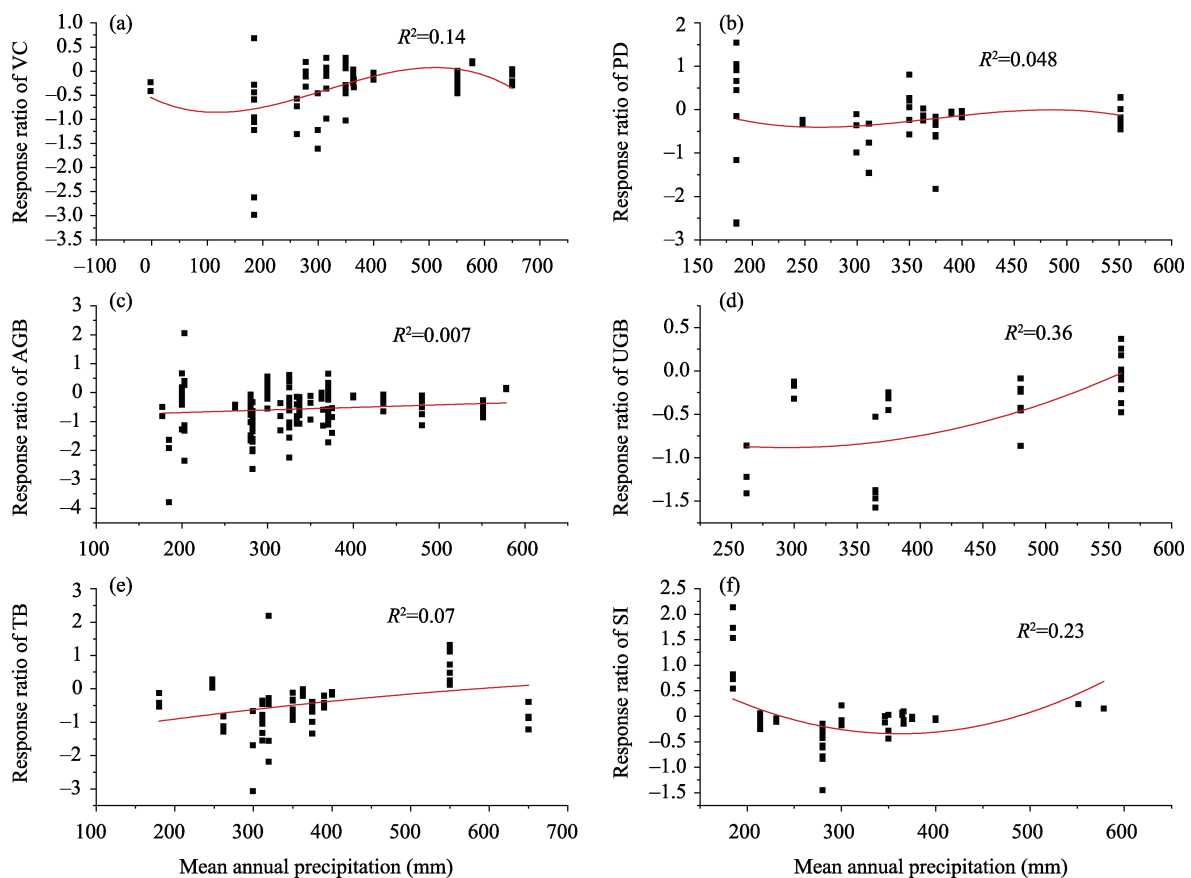 (a)
R²=0.14
Response ratio of VC
1.0
0.5
0
−0.5
−1.0
−1.5
−2.0
−2.5
−3.0
−3.5
−100 0 100 200 300 400 500 600 700
(b)
R²=0.048
Response ratio of PD
2
1
0
−1
−2
−3
150 200 250 300 350 400 450 500 550 600
(c)
R²=0.007
Response ratio of AGB
3
2
1
0
−1
−2
−3
−4
100 200 300 400 500 600
(d)
R²=0.36
Response ratio of UGB
0.5
0.0
−0.5
−1.0
−1.5
250 300 350 400 450 500 550 600
(e)
R²=0.07
Response ratio of TB
3
2
1
0
−1
−2
−3
100 200 300 400 500 600 700
Mean annual precipitation (mm)
(f)
R²=0.23
Response ratio of SI
2.5
2.0
1.5
1.0
0.5
0
−0.5
−1.0
−1.5
200 300 400 500 600
Mean annual precipitation (mm)